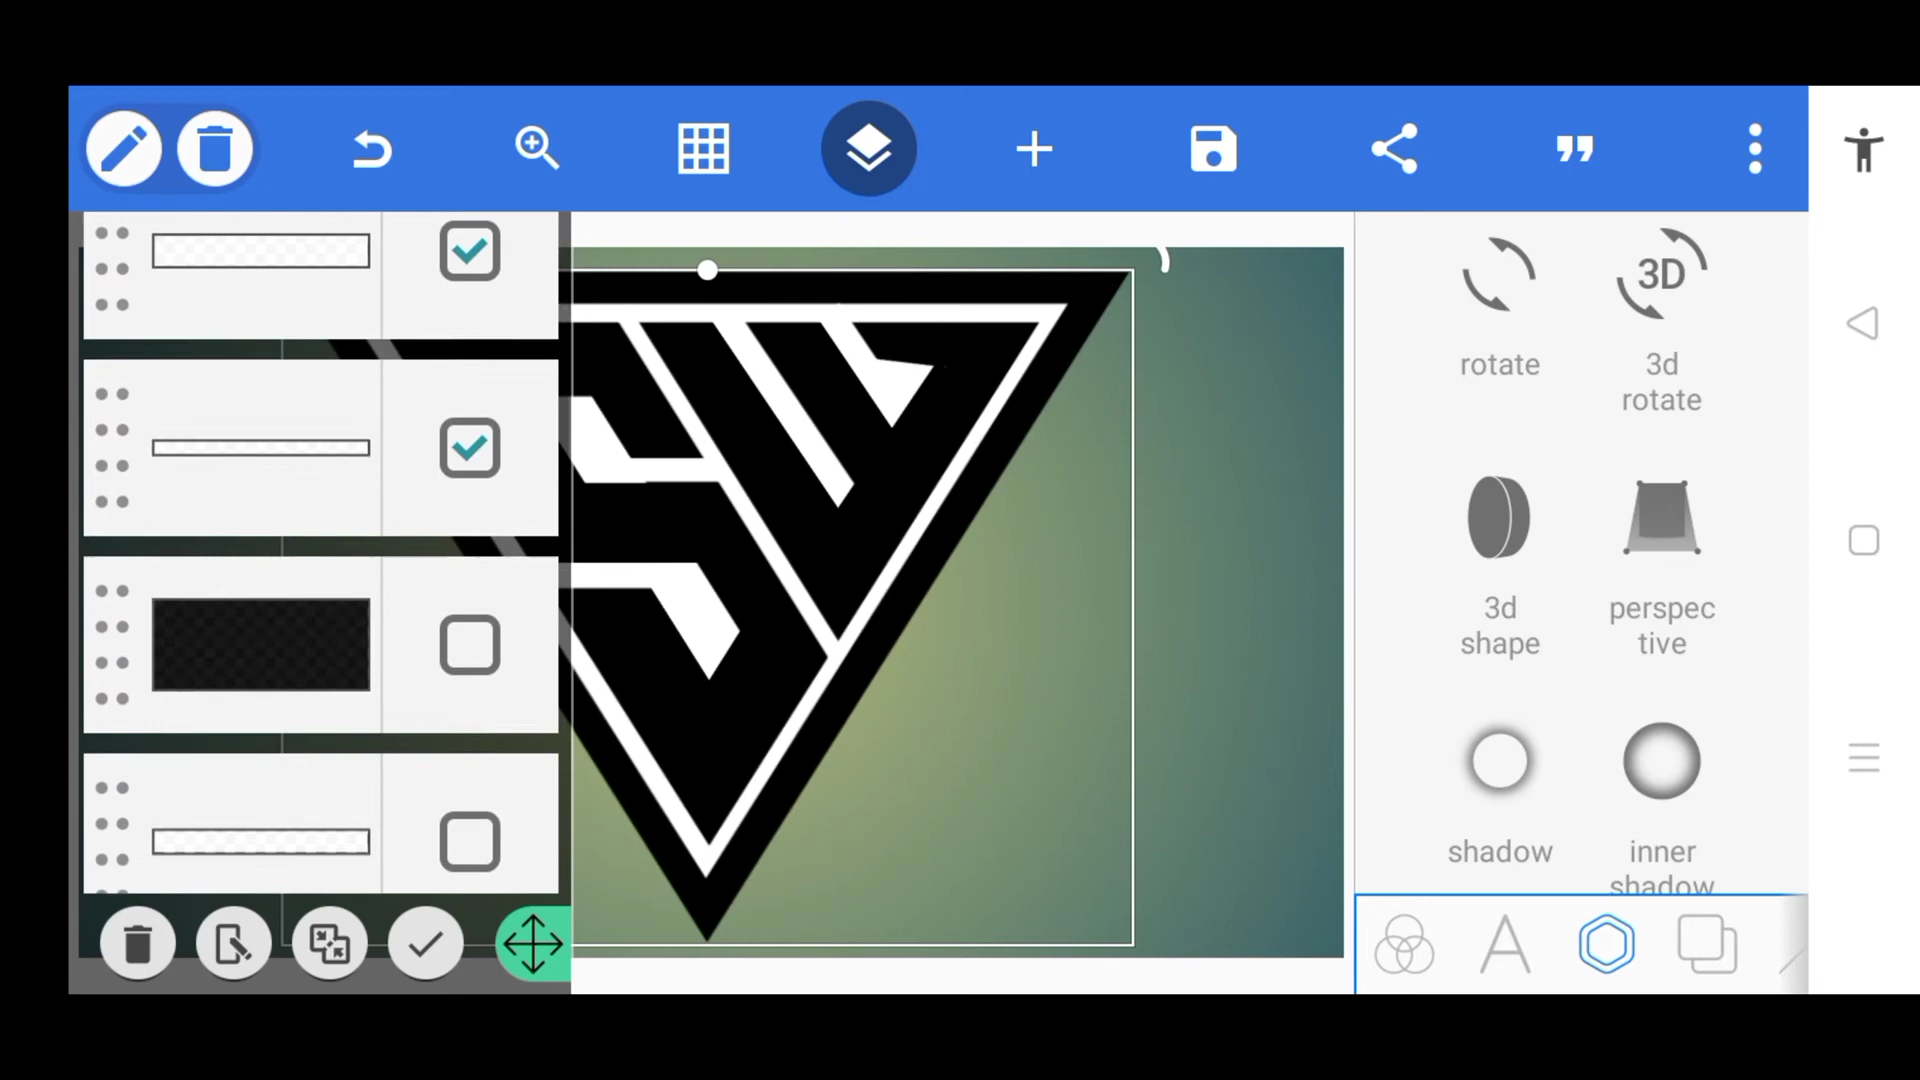 3D
rotate
3d
rotate
3d
shape
perspec
tive
shadow
inner
shadow